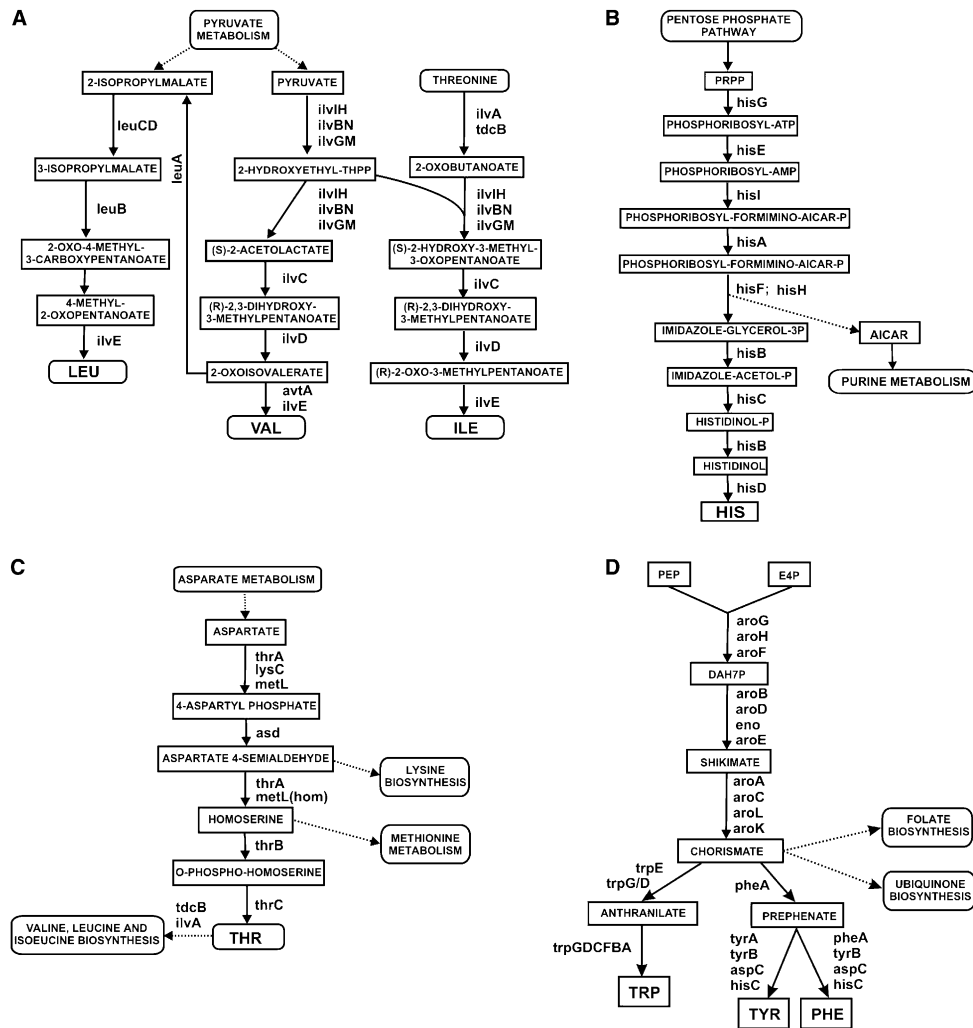 A
PYRUVATE
METABOLISM
2-ISOPROPYLMALATE
PYRUVATE
THREONINE
leuCD
ilvIH
ilvBN
ilvGM
ilvA
tdcB
leuA
3-ISOPROPYLMALATE
2-HYDROXYETHYL-THPP
2-OXOBUTANOATE
leuB
ilvIH
ilvBN
ilvGM
ilvIH
ilvBN
ilvGM
2-OXO-4-METHYL-
3-CARBOXYPENTANOATE
(S)-2-ACETOLACTATE
(S)-2-HYDROXY-3-METHYL-
3-OXOPENTANOATE
ilvC
ilvC
4-METHYL-
2-OXOPENTANOATE
(R)-2,3-DIHYDROXY-
3-METHYLPENTANOATE
(R)-2,3-DIHYDROXY-
3-METHYLPENTANOATE
ilvE
ilvD
ilvD
LEU
2-OXOISOVALERATE
(R)-2-OXO-3-METHYLPENTANOATE
avtA
ilvE
ilvE
VAL
ILE
B
PENTOSE PHOSPHATE
PATHWAY
PRPP
hisG
PHOSPHORIBOSYL-ATP
hisE
PHOSPHORIBOSYL-AMP
hisI
PHOSPHORIBOSYL-FORMIMINO-AICAR-P
hisA
PHOSPHORIBOSYL-FORMIMINO-AICAR-P
hisF; hisH
IMIDAZOLE-GLYCEROL-3P
AICAR
hisB
IMIDAZOLE-ACETOL-P
PURINE METABOLISM
hisC
HISTIDINOL-P
hisB
HISTIDINOL
hisD
HIS
C
ASPARATE METABOLISM
ASPARTATE
thrA
lysC
metL
4-ASPARTYL PHOSPHATE
asd
ASPARTATE 4-SEMIALDEHYDE
LYSINE
BIOSYNTHESIS
thrA
metL(hom)
HOMOSERINE
METHIONINE
METABOLISM
thrB
O-PHOSPHO-HOMOSERINE
thrC
tdcB
ilvA
VALINE, LEUCINE AND
ISOEUCINE BIOSYNTHESIS
THR
D
PEP
E4P
aroG
aroH
aroF
DAH7P
aroB
aroD
eno
aroE
SHIKIMATE
aroA
aroC
aroL
aroK
FOLATE
BIOSYNTHESIS
CHORISMATE
UBIQUINONE
BIOSYNTHESIS
trpE
trpG/D
pheA
ANTHRANILATE
PREPHENATE
trpGDCFBA
tyrA
tyrB
aspC
hisC
pheA
tyrB
aspC
hisC
TRP
TYR
PHE